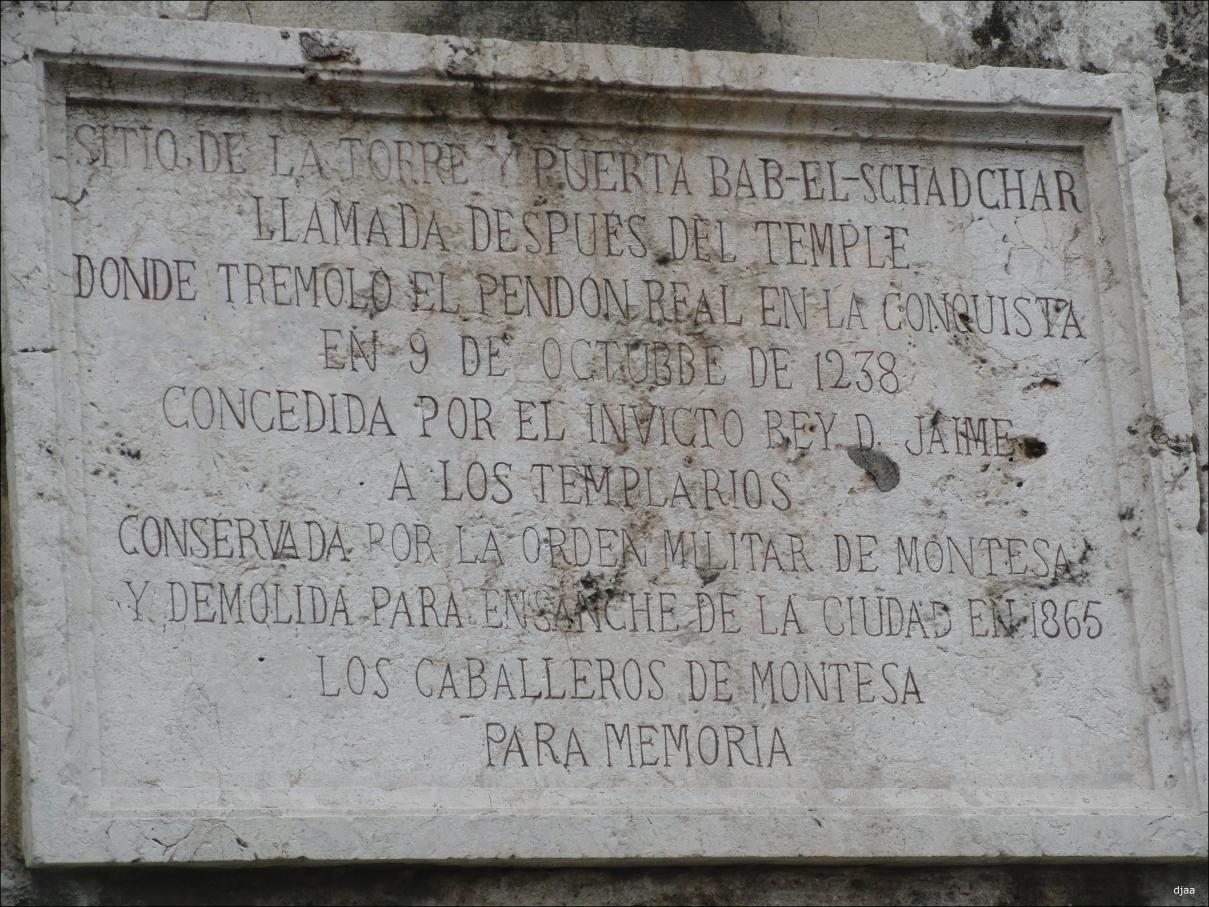 SITIO DE LA TORRE Y PUERTA BAB-EL-SCHADCHAR
LLAMADA DESPUES DEL TEMPLE
DONDE TREMOLO EL PENDON REAL EN LA CONQUISTA
EN 9 DE OCTUBRE DE 1238
CONCEDIDA POR EL INVICTO REY D. JAIME
A LOS TEMPLARIOS
CONSERVADA POR LA ORDEN MILITAR DE MONTESA
Y DEMOLIDA PARA ENSANCHE DE LA CIUDAD EN 1865
LOS CABALLEROS DE MONTESA
PARA MEMORIA
djaa